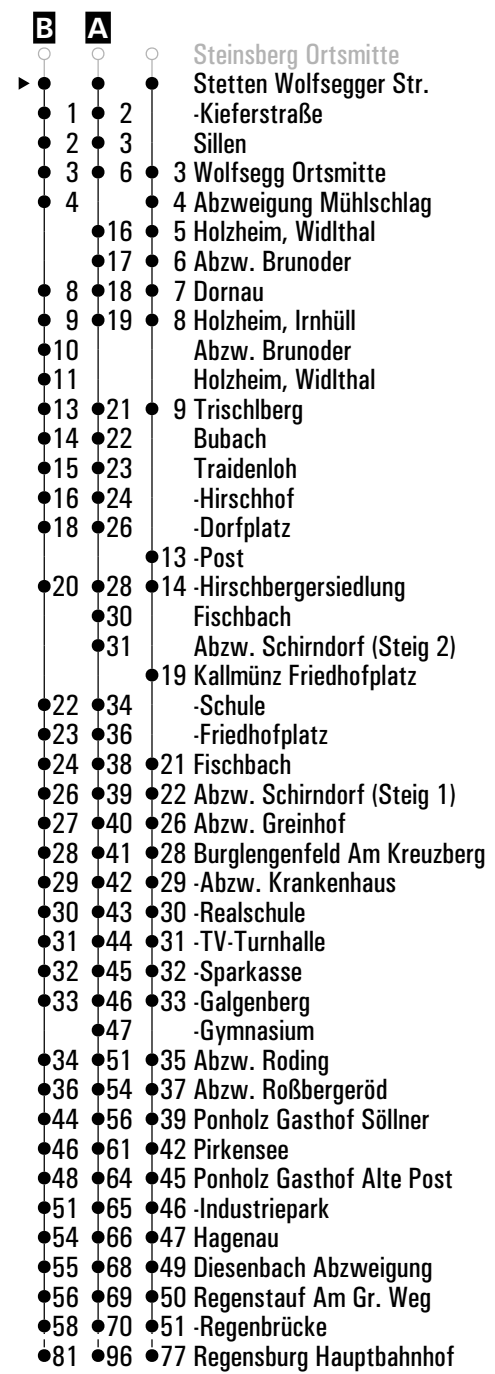 B A
Steinsberg Ortsmitte
Stetten Wolfsegger Str.
1 2 -Kieferstraße
2 3 Sillen
3 6 3 Wolfsegg Ortsmitte
4 4 Abzweigung Mühlschlag
16 5 Holzheim, Widlthal
17 6 Abzw. Brunoder
8 18 7 Dornau
9 19 8 Holzheim, Irnhüll
10 Abzw. Brunoder
11 Holzheim, Widlthal
13 21 9 Trischlberg
14 22 Bubach
15 23 Traidenloh
16 24 -Hirschhof
18 26 -Dorfplatz
13 -Post
20 28 14 -Hirschbergersiedlung
30 Fischbach
31 Abzw. Schirndorf (Steig 2)
19 Kallmünz Friedhofplatz
22 34 -Schule
23 36 -Friedhofplatz
24 38 21 Fischbach
26 39 22 Abzw. Schirndorf (Steig 1)
27 40 26 Abzw. Greinhof
28 41 28 Burglengenfeld Am Kreuzberg
29 42 29 -Abzw. Krankenhaus
30 43 30 -Realschule
31 44 31 -TV-Turnhalle
32 45 32 -Sparkasse
33 46 33 -Galgenberg
47 -Gymnasium
34 51 35 Abzw. Roding
36 54 37 Abzw. Roßbergeröd
44 56 39 Ponholz Gasthof Söllner
46 61 42 Pirkensee
48 64 45 Ponholz Gasthof Alte Post
51 65 46 -Industriepark
54 66 47 Hagenau
55 68 49 Diesenbach Abzweigung
56 69 50 Regenstauf Am Gr. Weg
58 70 51 -Regenbrücke
81 96 77 Regensburg Hauptbahnhof